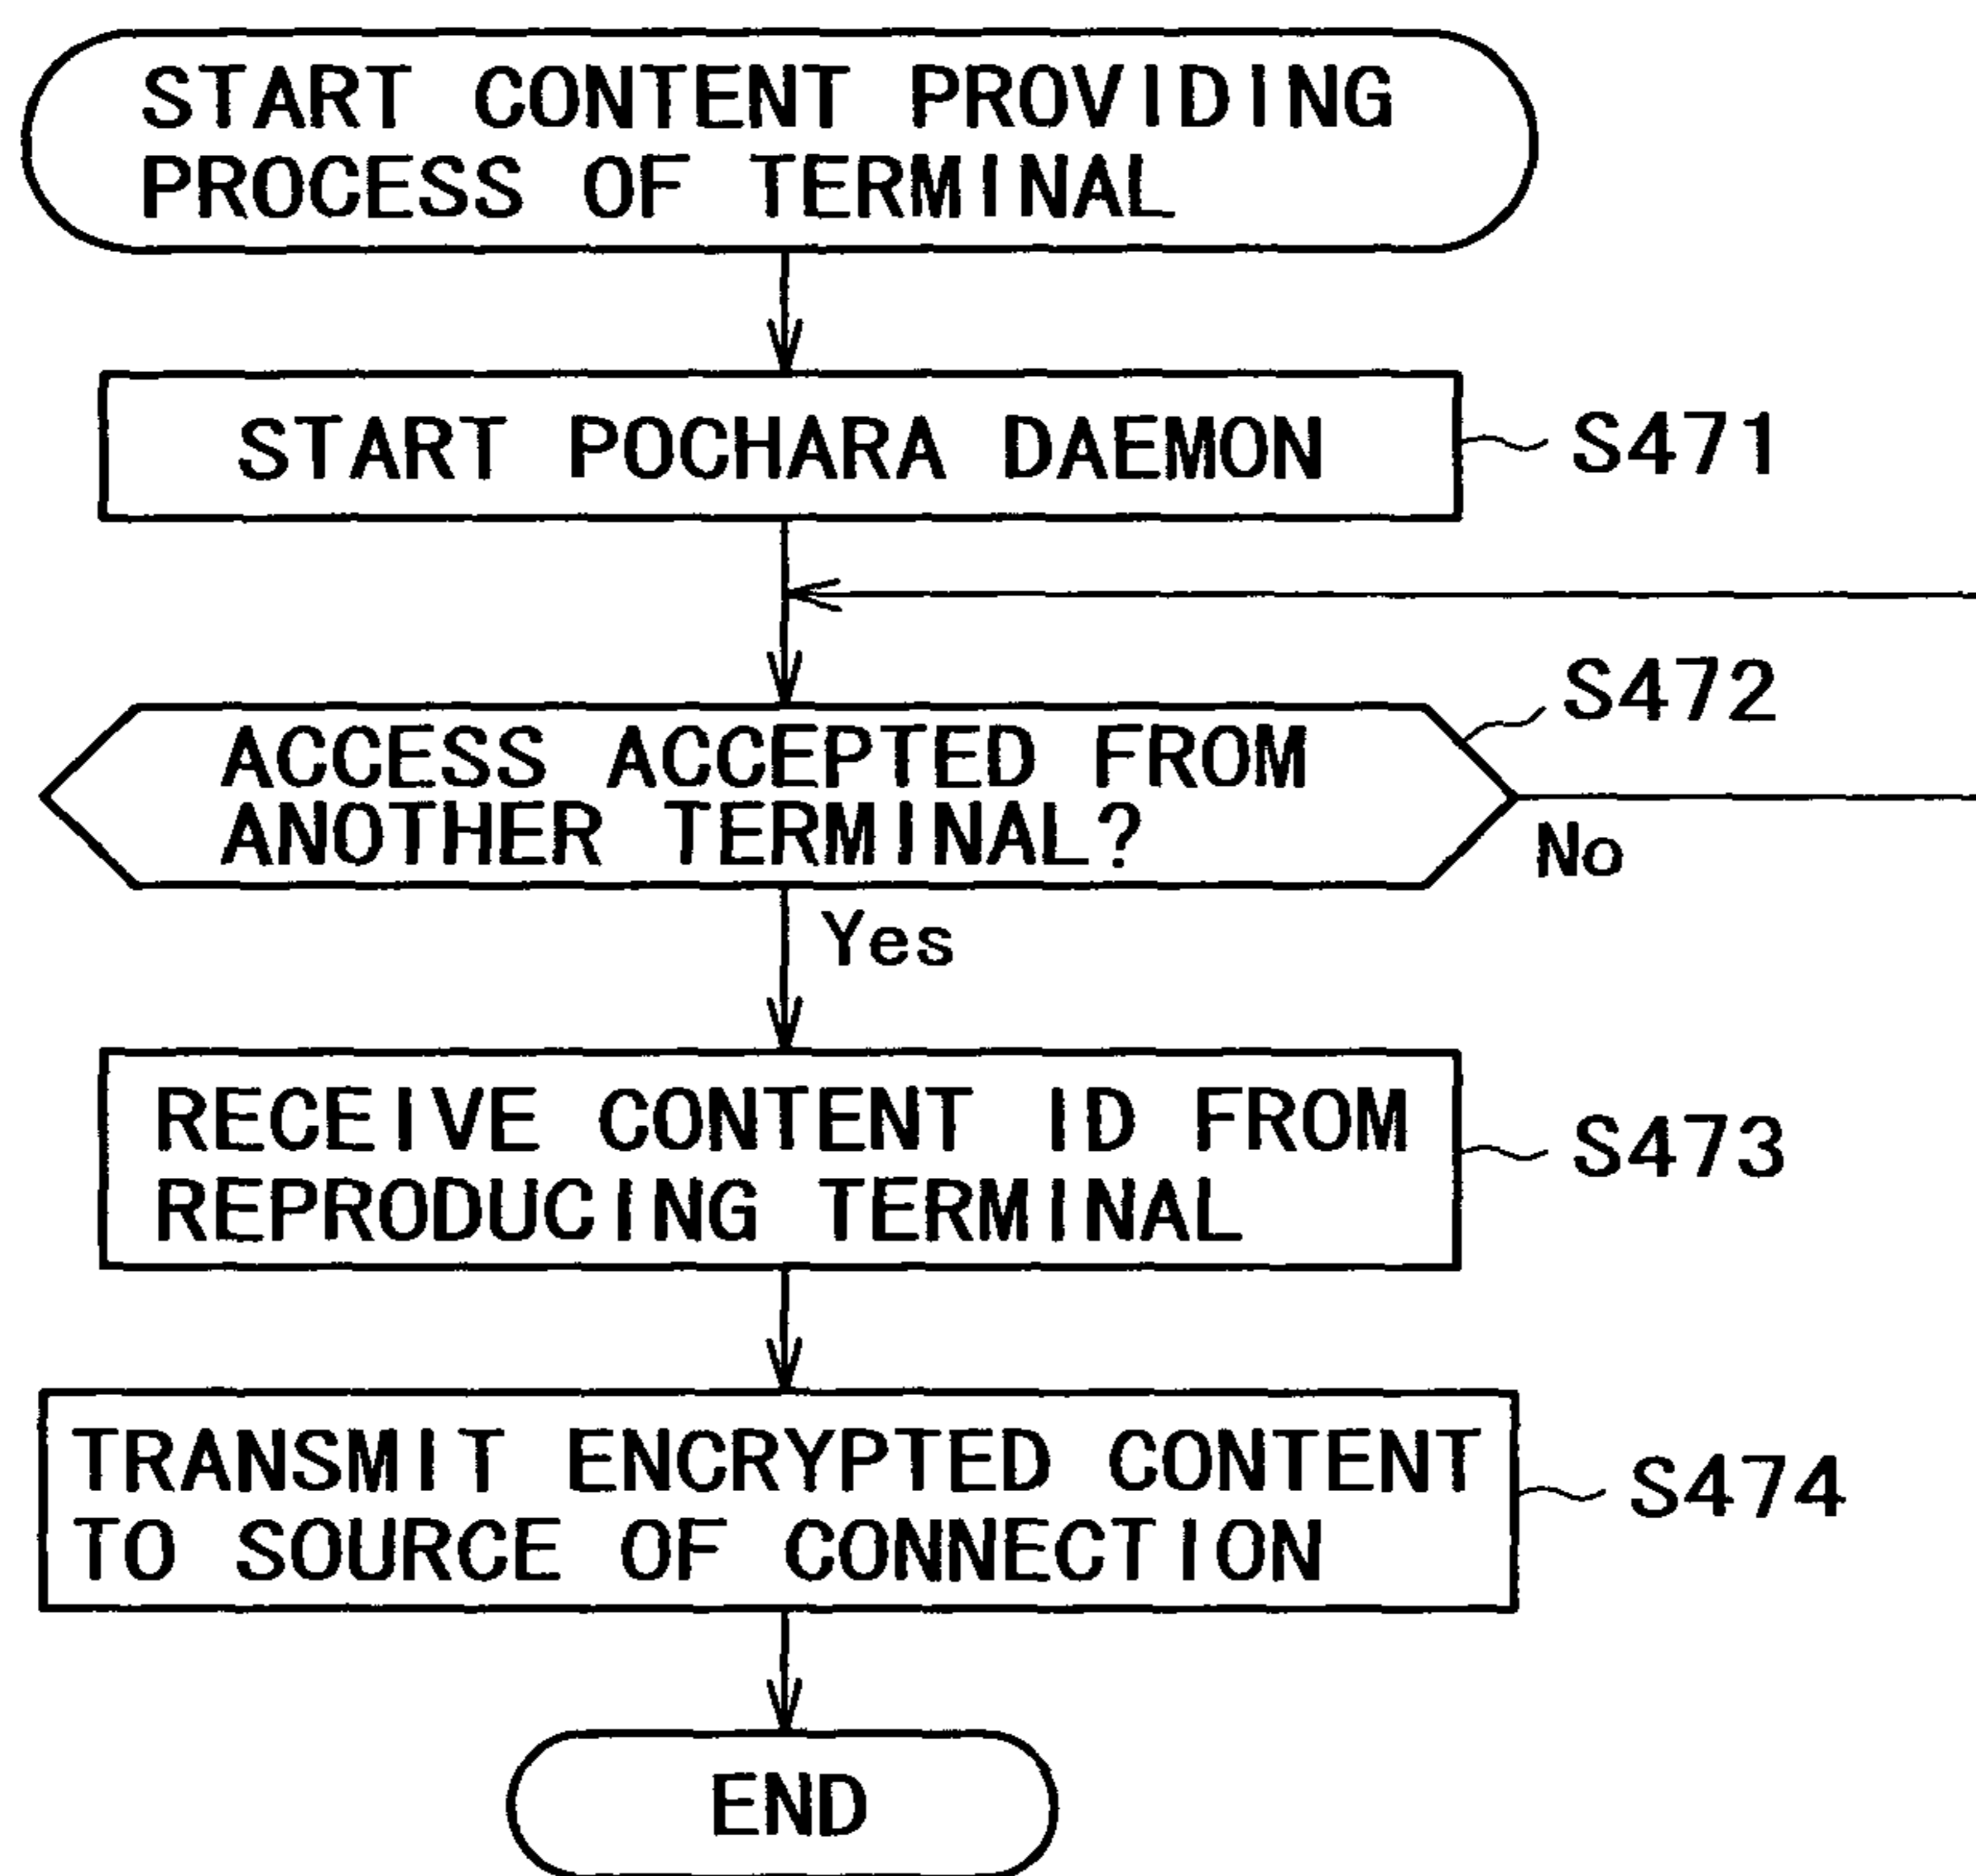 START CONTENT PROVIDING
PROCESS OF TERMINAL
START POCHARA DAEMON
S471
S472
ACCESS ACCEPTED FROM
ANOTHER TERMINAL?
No
Yes
RECEIVE CONTENT ID FROM
REPRODUCING TERMINAL
S473
TRANSMIT ENCRYPTED CONTENT
TO SOURCE OF CONNECTION
S474
END